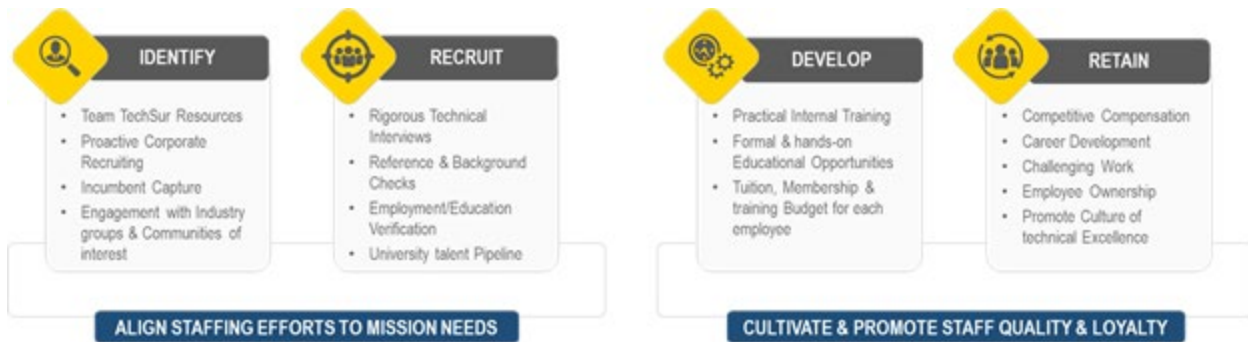 IDENTIFY
Team TechSur Resources
Proactive Corporate
Recruiting
Incumbent Capture
Engagement with Industry
groups & Communities of
interest
RECRUIT
Rigorous Technical
Interviews
Reference & Background
Checks
Employment/Education
Verification
University talent Pipeline
ALIGN STAFFING EFFORTS TO MISSION NEEDS
DEVELOP
Practical Internal Training
Formal & hands-on
Educational Opportunities
Tuition, Membership &
training Budget for each
employee
RETAIN
Competitive Compensation
Career Development
Challenging Work
Employee Ownership
Promote Culture of
technical Excellence
CULTIVATE & PROMOTE STAFF QUALITY & LOYALTY